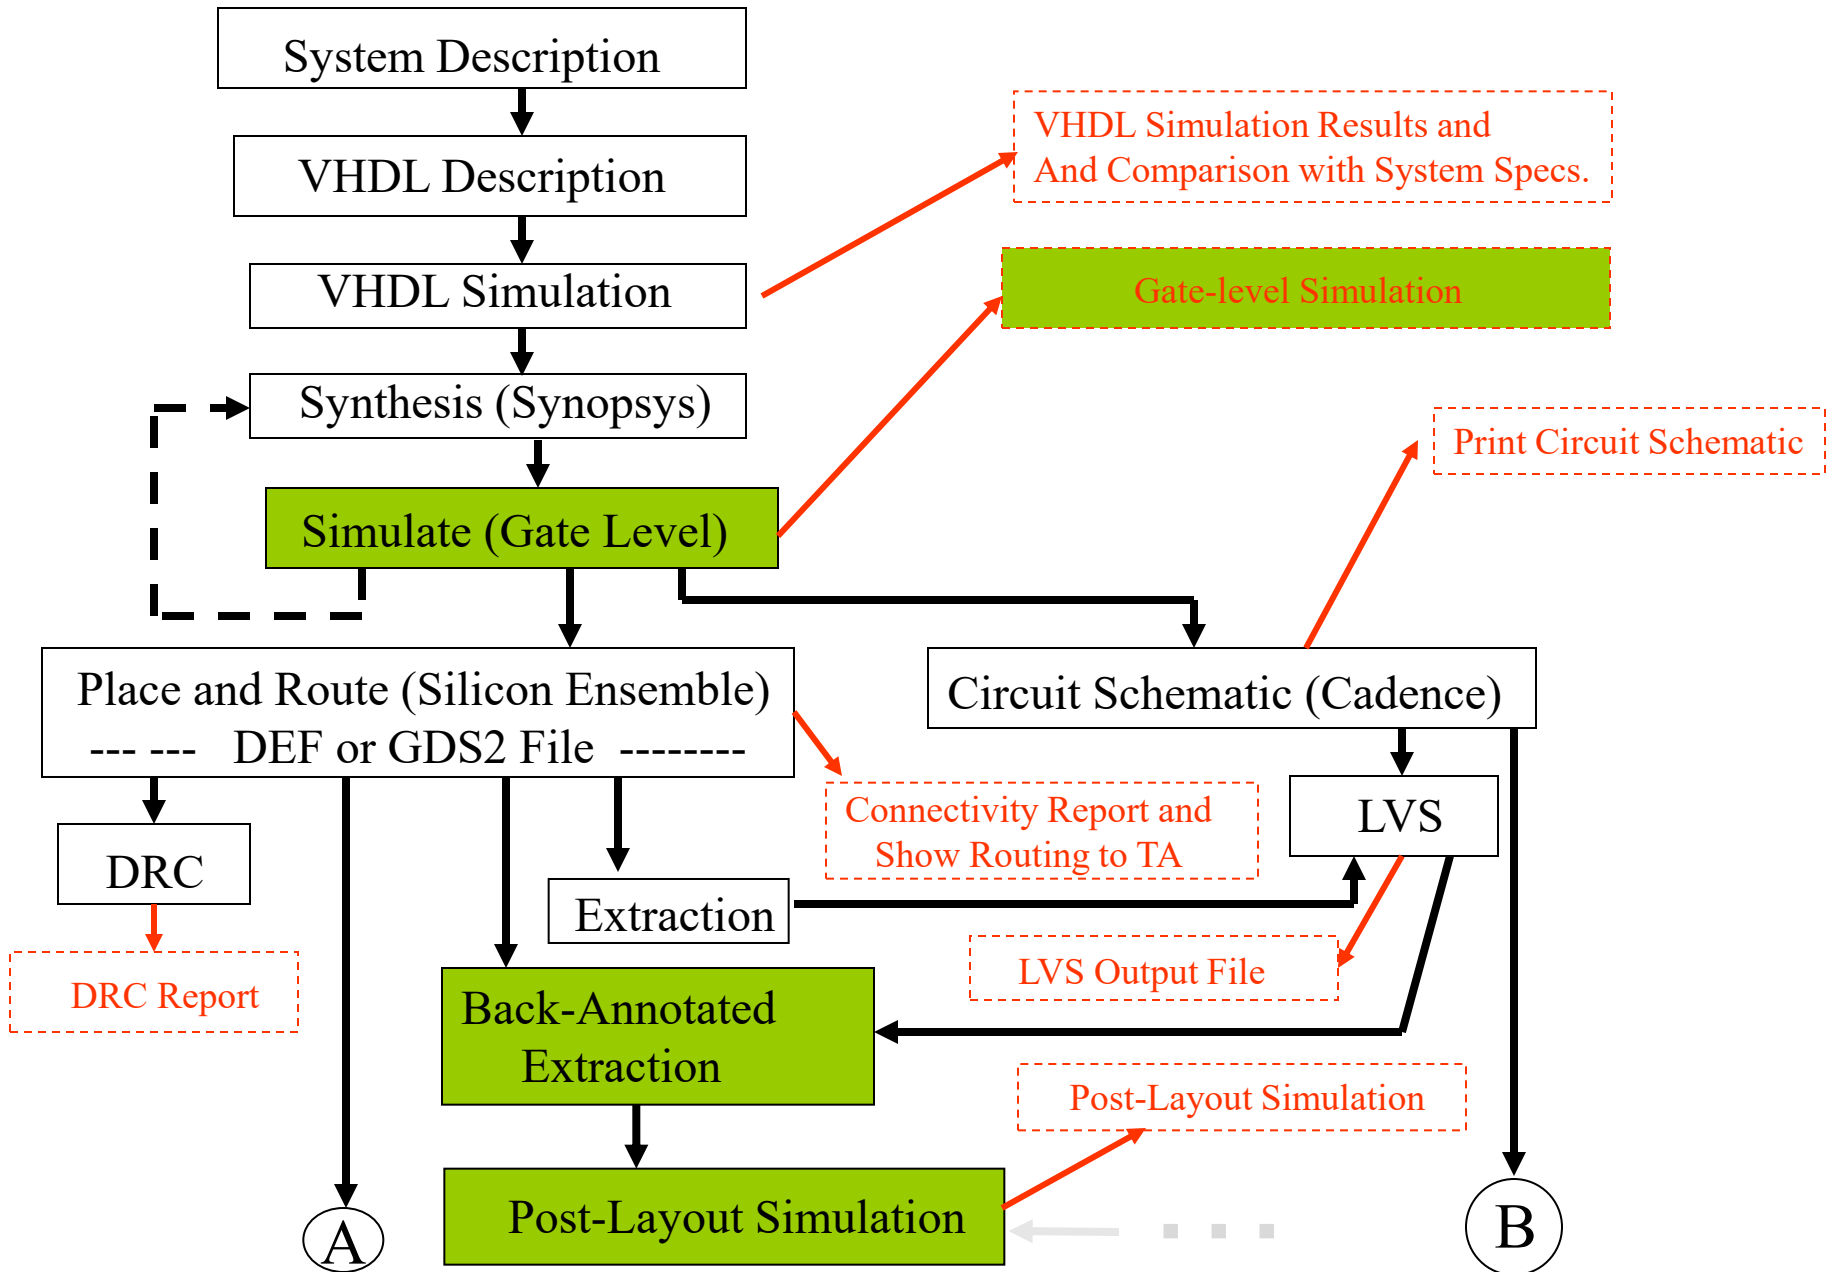 System Description
VHDL Description
VHDL Simulation Results and
And Comparison with System Specs.
VHDL Simulation
Gate-level Simulation
Synthesis (Synopsys)
Print Circuit Schematic
Simulate (Gate Level)
Place and Route (Silicon Ensemble)
--- --- DEF or GDS2 File --------
Circuit Schematic (Cadence)
Connectivity Report and
Show Routing to TA
LVS
DRC
Extraction
DRC Report
LVS Output File
Back-Annotated
Extraction
Post-Layout Simulation
Post-Layout Simulation
A
B